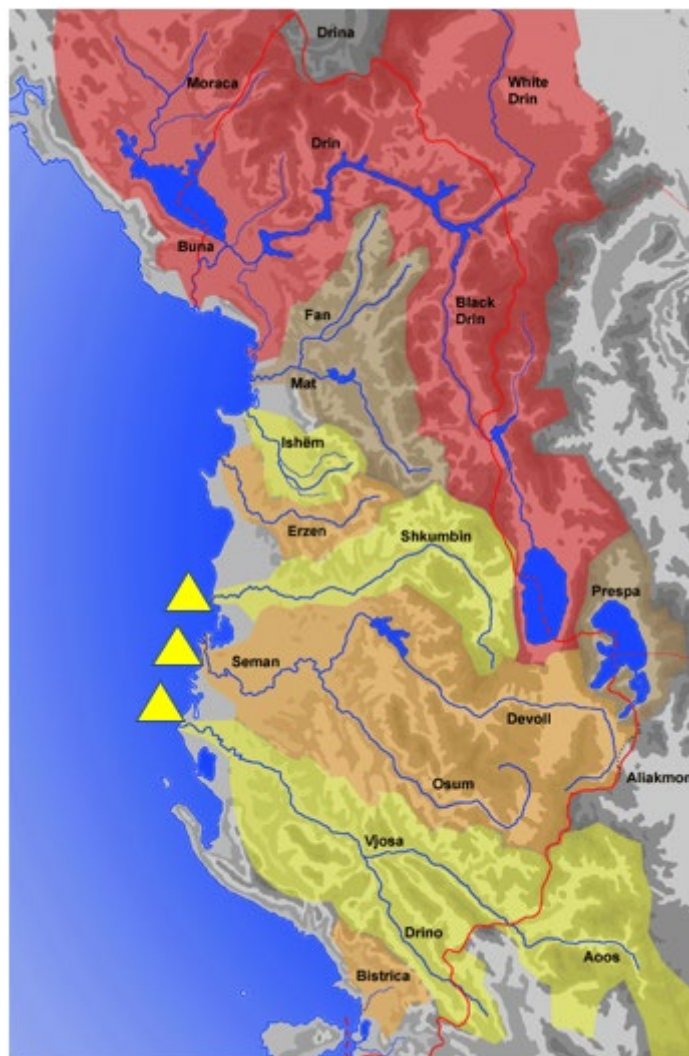 Drina
Moraca
White
Drin
Drin
Buna
Black
Drin
Fan
Mat
Ishëm
Erzen
Shkumbin
Prespa
Seman
Devoll
Aliakmon
Osum
Vjosa
Drino
Aoos
Bistrica